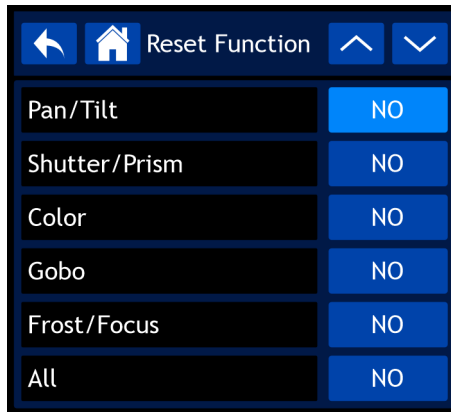 Reset Function
Pan/Tilt NO
Shutter/Prism NO
Color NO
Gobo NO
Frost/Focus NO
All NO